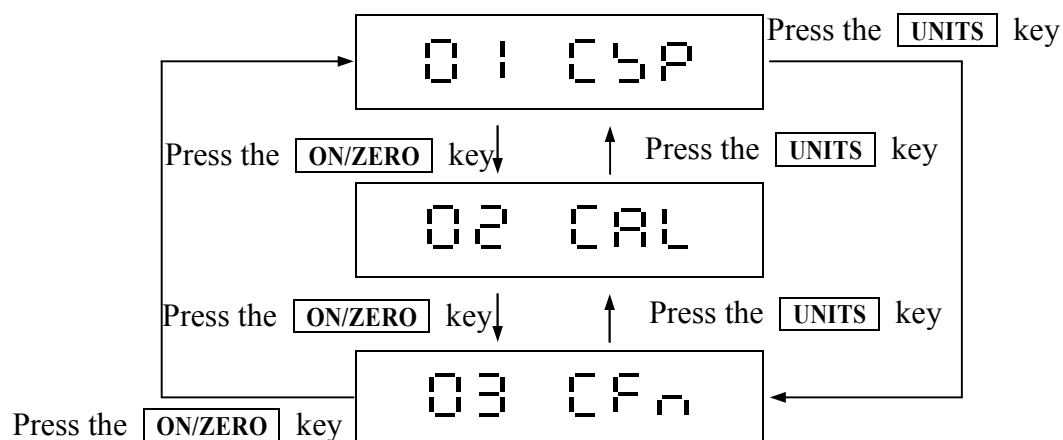 Press the UNITS key
01 CSP
Press the ON/ZERO key
Press the UNITS key
02 CAL
Press the ON/ZERO key
Press the UNITS key
03 CFn
Press the ON/ZERO key